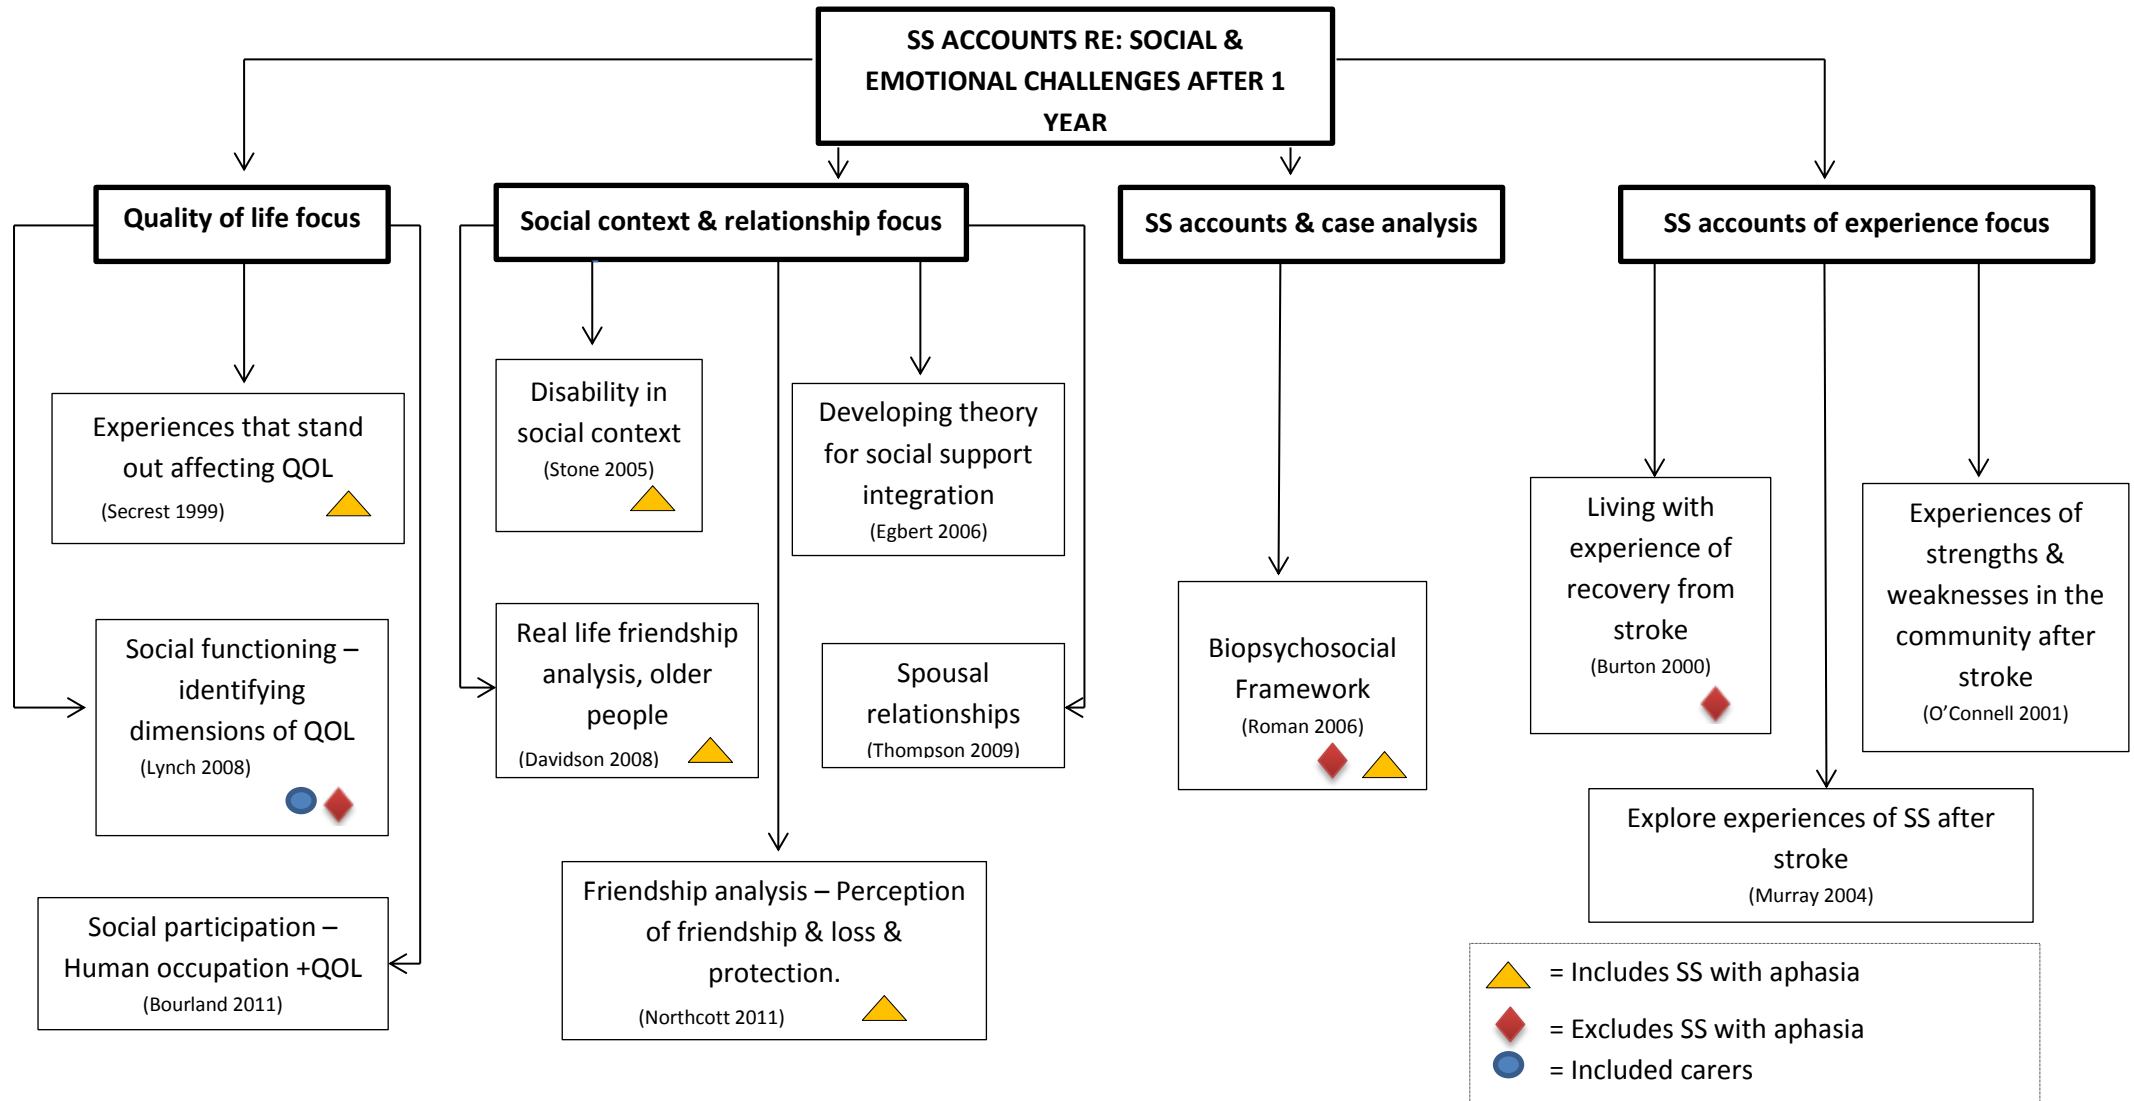 SS ACCOUNTS RE: SOCIAL &
EMOTIONAL CHALLENGES AFTER 1
YEAR
Quality of life focus
Social context & relationship focus
SS accounts & case analysis
SS accounts of experience focus
Experiences that stand
out affecting QOL
(Secrest 1999)
Social functioning –
identifying
dimensions of QOL
(Lynch 2008)
Social participation –
Human occupation +QOL
(Bourland 2011)
Disability in
social context
(Stone 2005)
Developing theory
for social support
integration
(Egbert 2006)
Real life friendship
analysis, older
people
(Davidson 2008)
Spousal
relationships
(Thompson 2009)
Friendship analysis – Perception
of friendship & loss &
protection.
(Northcott 2011)
Biopsychosocial
Framework
(Roman 2006)
Living with
experience of
recovery from
stroke
(Burton 2000)
Experiences of
strengths &
weaknesses in the
community after
stroke
(O’Connell 2001)
Explore experiences of SS after
stroke
(Murray 2004)
= Includes SS with aphasia
= Excludes SS with aphasia
= Included carers